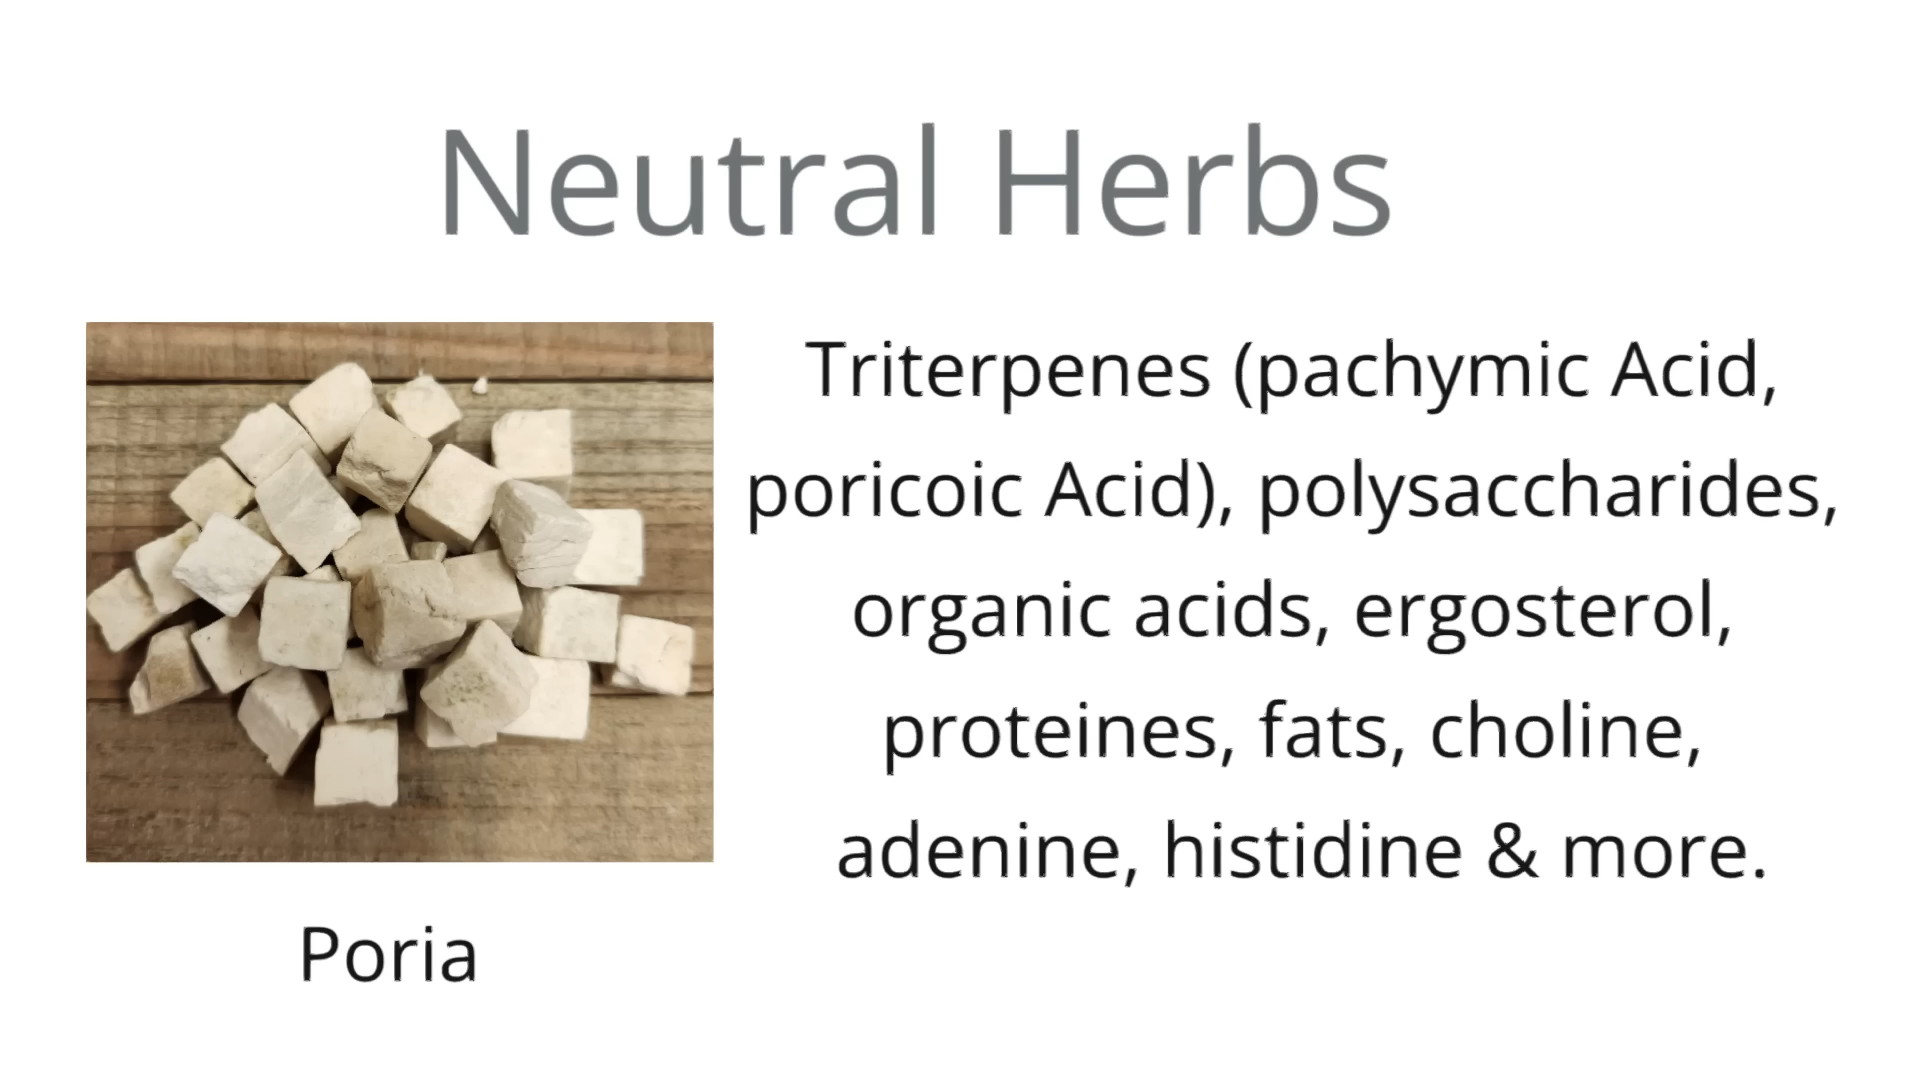 Neutral Herbs
Triterpenes (pachymic Acid,
poricoic Acid), polysaccharides,
organic acids, ergosterol,
proteines, fats, choline,
adenine, histidine & more.
Poria